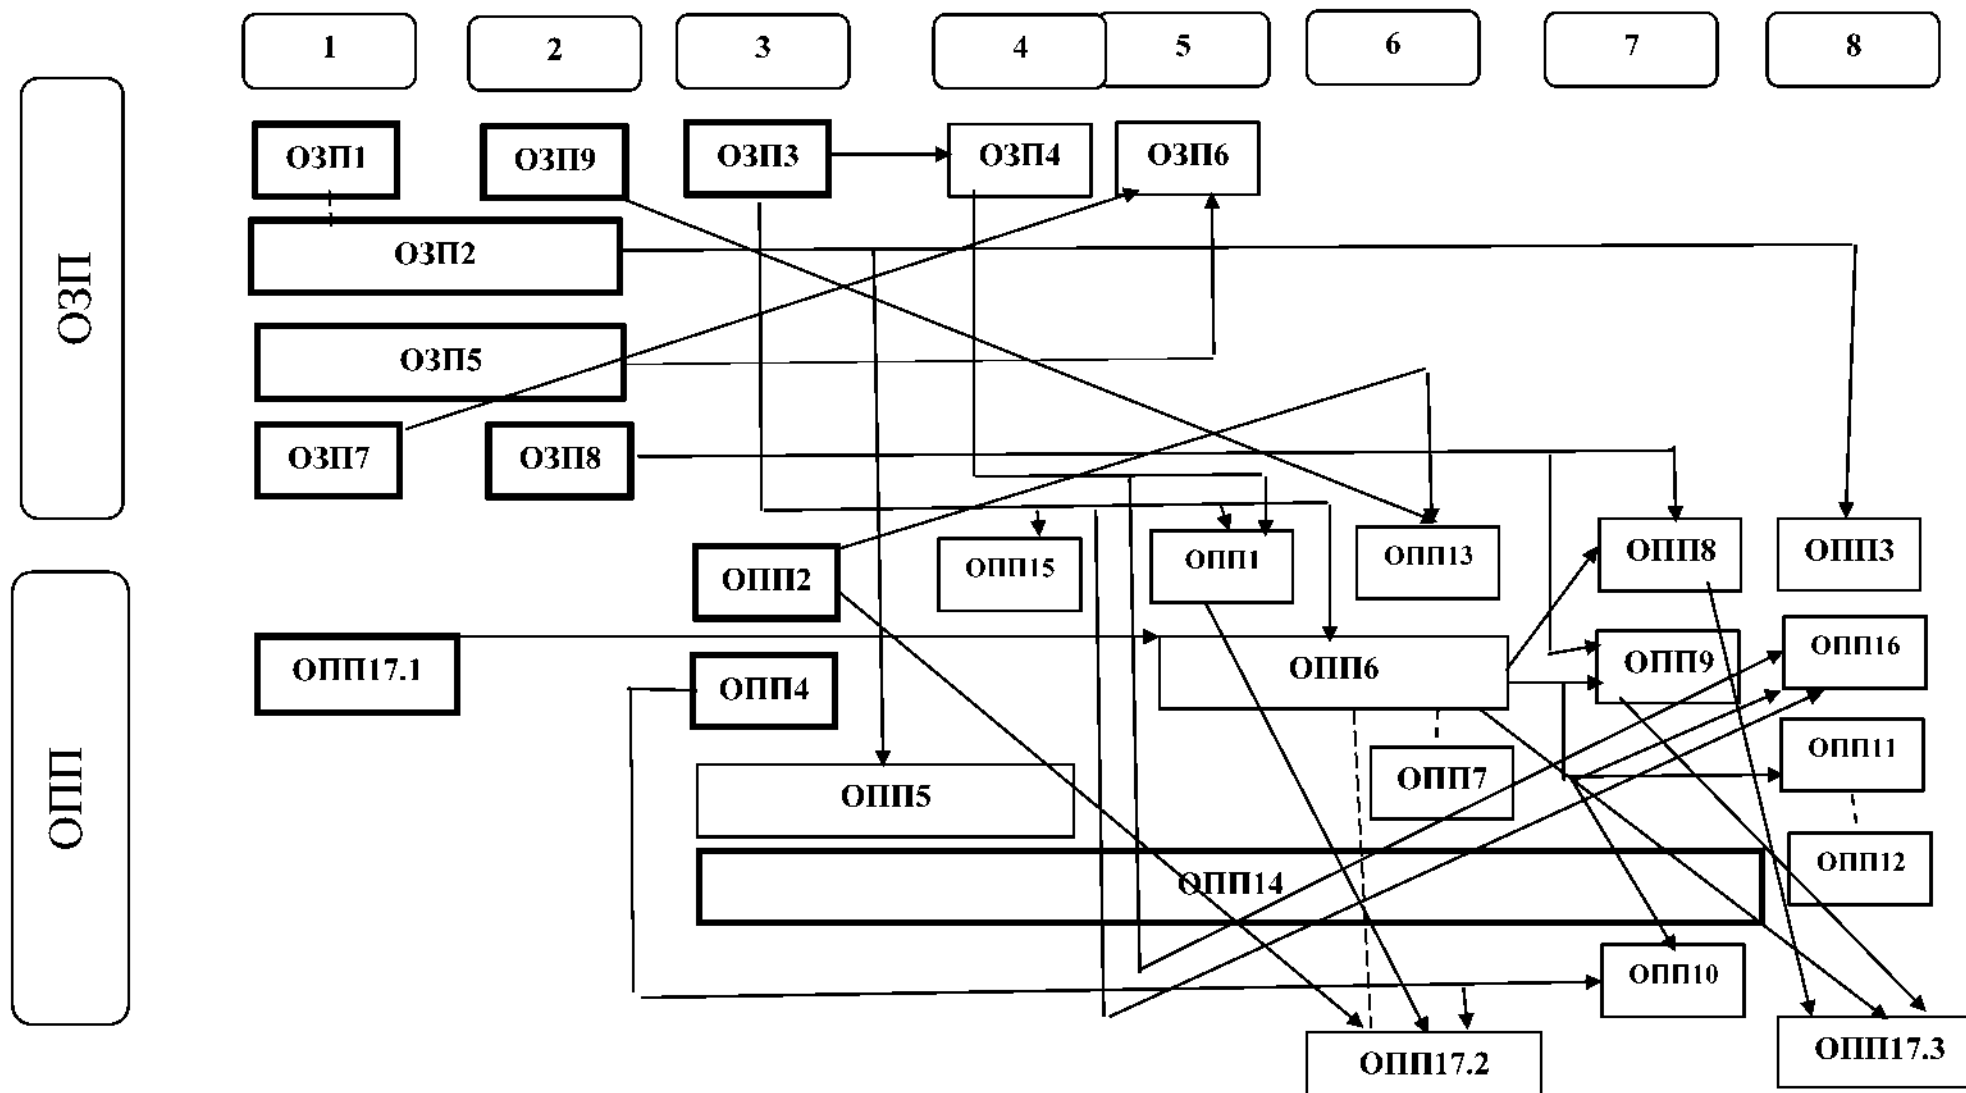 1 2 3 4 5 6 7 8
ОЗП
ОЗП1 ОЗП9 ОЗП3 ОЗП4 ОЗП6
ОЗП2
ОЗП5
ОЗП7 ОЗП8
ОПП
ОПП2 ОПП15 ОПП1 ОПП13 ОПП8 ОПП3
ОПП17.1 ОПП4 ОПП6 ОПП9 ОПП16
ОПП5 ОПП7 ОПП11
ОПП14 ОПП12
ОПП10
ОПП17.2 ОПП17.3